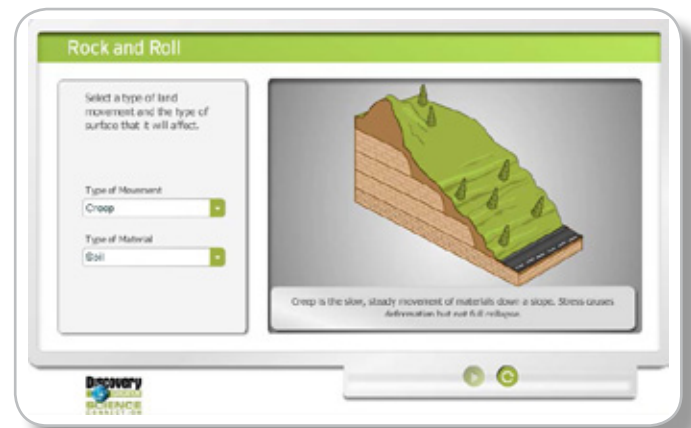 Rock and Roll
Select a type of land
movement and the type of
surface that it will affect.
Type of Movement
Creep
Type of Material
Soil
Creep is the slow, steady movement of materials down a slope. Stress causes
deformation but not full collapse.
Discovery
EDUCATION
SCIENCE
CONNECTION